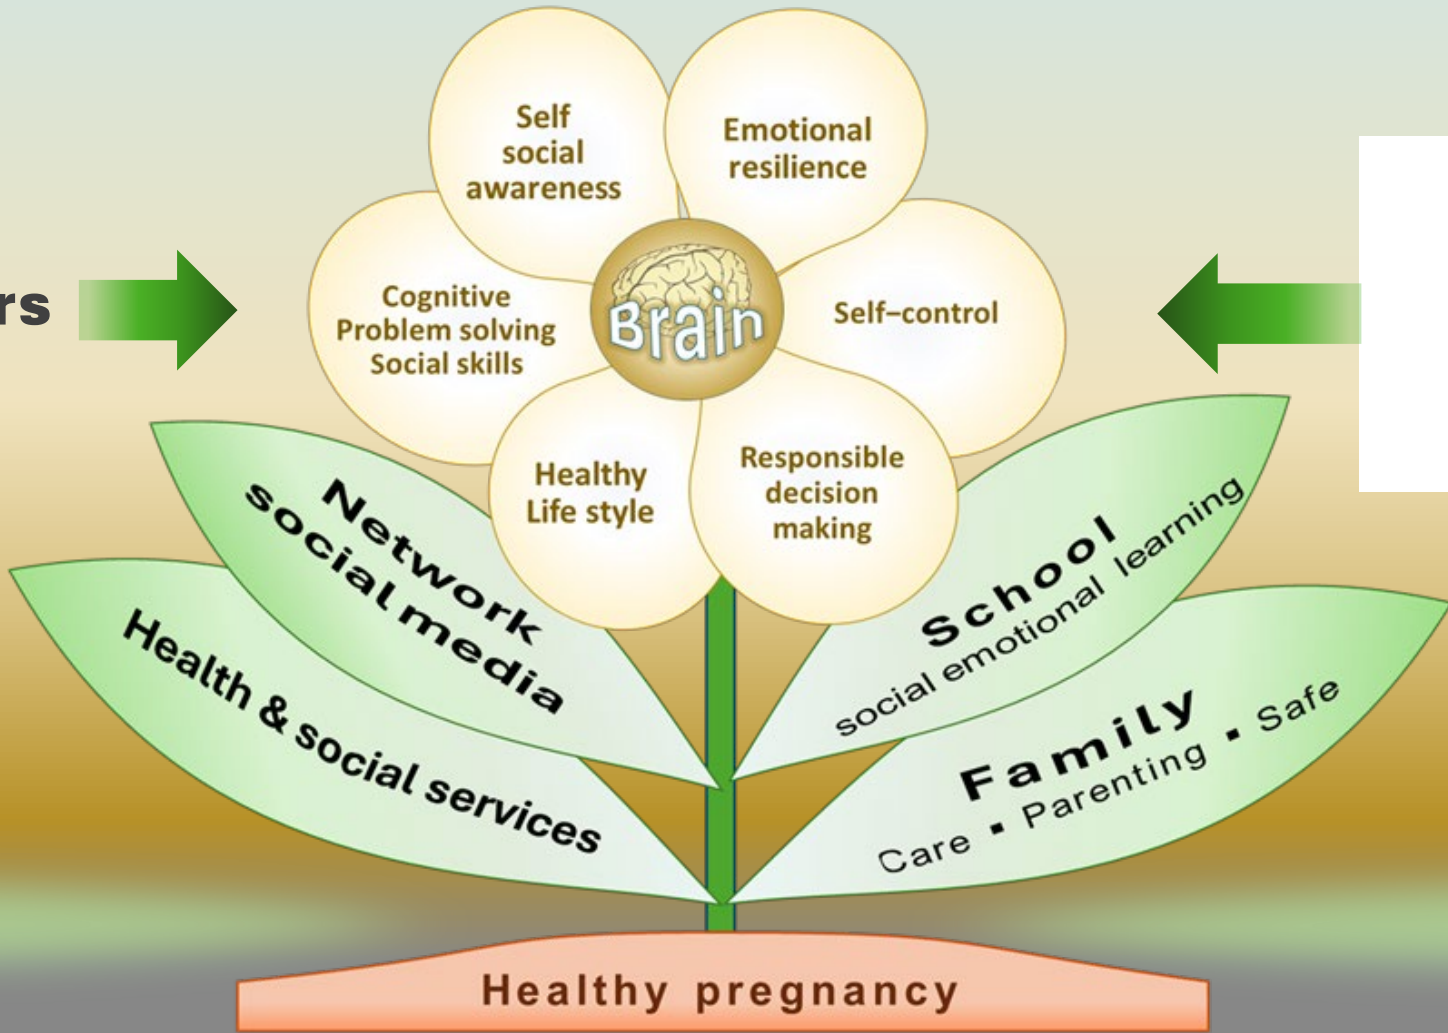 Self
social
awareness
Emotional
resilience
rs
Cognitive
Problem solving
Social skills
Brain
Self–control
Healthy
Life style
Responsible
decision
making
Network
social media
School
social emotional learning
Health & social services
Family
Care ▪ Parenting ▪ Safe
Healthy pregnancy